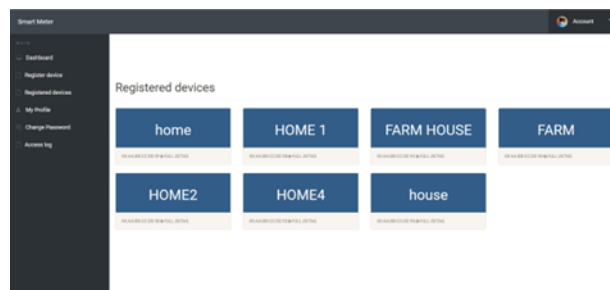 Smart Meter
Account
MAIN
Dashboard
Register device
Registered devices
My Profile
Change Password
Access log
Registered devices
home
HOME 1
FARM HOUSE
FARM
HOME2
HOME4
house